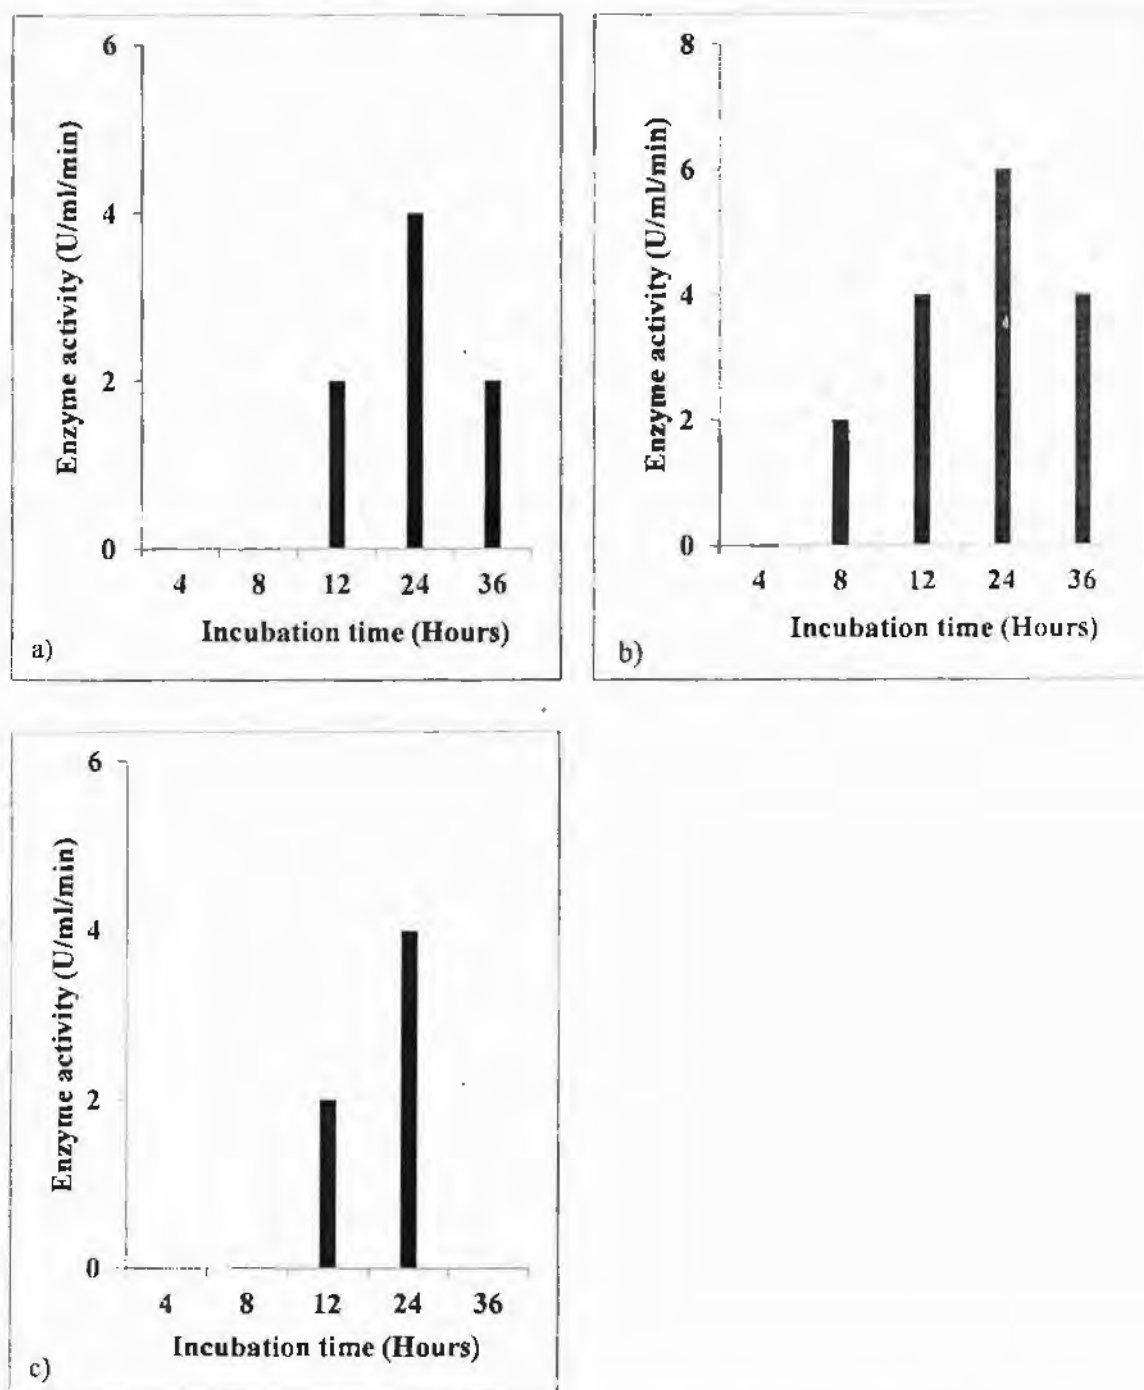 6
4
2
0
Enzyme activity (U/ml/min)
4 8 12 24 36
Incubation time (Hours)
a)
8
6
4
2
0
Enzyme activity (U/ml/min)
4 8 12 24 36
Incubation time (Hours)
b)
6
4
2
0
Enzyme activity (U/ml/min)
4 8 12 24 36
Incubation time (Hours)
c)